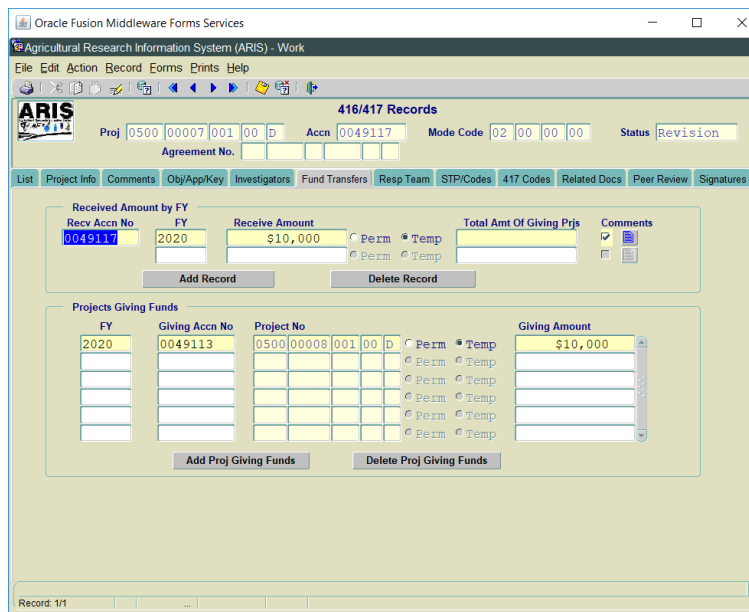 Oracle Fusion Middleware Forms Services
Agricultural Research Information System (ARIS) - Work
File Edit Action Record Forms Prints Help
ARIS
416/417 Records
Proj 0500 00007 001 00 D Accn 0049117 Mode Code 02 00 00 00 Status Revision
Agreement No.
List Project Info Comments Obj/App/Key Investigators Fund Transfers Resp Team STP/Codes 417 Codes Related Docs Peer Review Signatures
Received Amount by FY
Recv Accn No FY Receive Amount Total Amt Of Giving Prjs Comments
0049117 2020 $10,000 Perm Temp
Perm Temp
Add Record Delete Record
Projects Giving Funds
FY Giving Accn No Project No Giving Amount
2020 0049113 0500 00008 001 00 D Perm Temp $10,000
Perm Temp
Perm Temp
Perm Temp
Perm Temp
Perm Temp
Add Proj Giving Funds Delete Proj Giving Funds
Record: 1/1 ...